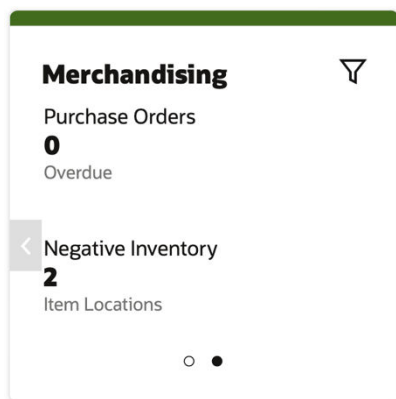 Merchandising
Purchase Orders
0
Overdue
Negative Inventory
2
Item Locations